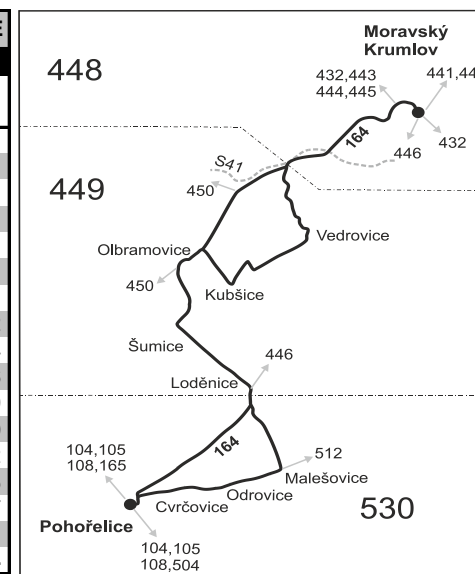 E
448
Moravský
Krumlov
432,443
444,445
441,44
164
446
432
S41
449
450
Vedrovice
Olbramovice
450
Kubšice
Šumice
446
Loděnice
164
104,105
108,165
512
Malešovice
Odrovice
Cvrčovice
530
Pohořelice
104,105
108,504